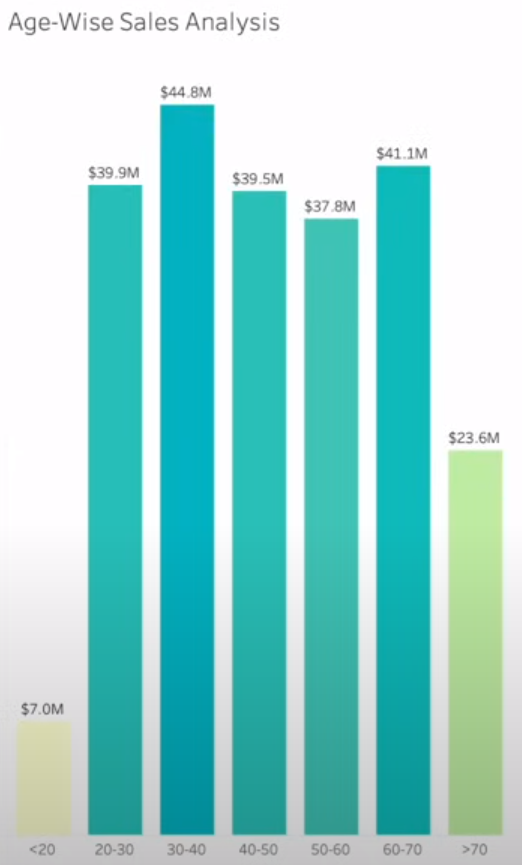 Age-Wise Sales Analysis
$44.8M
$41.1M
$39.9M
$39.5M
$37.8M
$23.6M
$7.0M
<20 20-30 30-40 40-50 50-60 60-70 >70